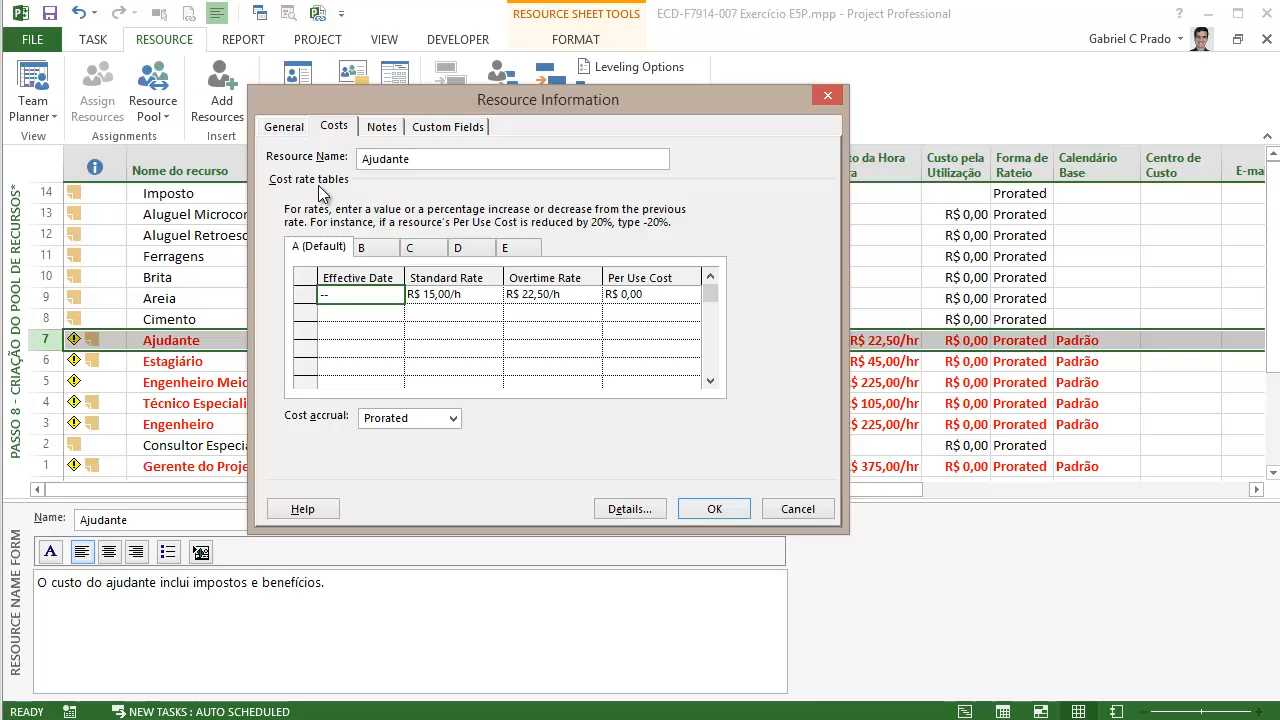 RESOURCE SHEET TOOLS
ECD-F7914-007 Exercício E5P.mpp - Project Professional
FILE TASK RESOURCE REPORT PROJECT VIEW DEVELOPER FORMAT
Gabriel C Prado
Team Planner
Assign Resources
Resource Pool
Add Resources
Leveling Options
View
Assignments
Insert
Resource Information
General Costs Notes Custom Fields
Resource Name: Ajudante
Cost rate tables
For rates, enter a value or a percentage increase or decrease from the previous
rate. For instance, if a resource's Per Use Cost is reduced by 20%, type -20%.
A (Default) B C D E
Effective Date Standard Rate Overtime Rate Per Use Cost
-- R$ 15,00/h R$ 22,50/h R$ 0,00
Cost accrual: Prorated
Help Details... OK Cancel
PASSO 8 - CRIAÇÃO DO POOL DE RECURSOS*
Nome do recurso
to da Hora
Custo pela Utilização
Forma de Rateio
Calendário Base
Centro de Custo
E-ma
14 Imposto Prorated
13 Aluguel Microcor R$ 0,00 Prorated
12 Aluguel Retroesc R$ 0,00 Prorated
11 Ferragens R$ 0,00 Prorated
10 Brita R$ 0,00 Prorated
9 Areia R$ 0,00 Prorated
8 Cimento R$ 0,00 Prorated
7 Ajudante R$ 22,50/hr R$ 0,00 Prorated Padrão
6 Estagiário R$ 45,00/hr R$ 0,00 Prorated Padrão
5 Engenheiro Meio $ 225,00/hr R$ 0,00 Prorated Padrão
4 Técnico Especiali $ 105,00/hr R$ 0,00 Prorated Padrão
3 Engenheiro $ 225,00/hr R$ 0,00 Prorated Padrão
2 Consultor Especia R$ 0,00 Prorated
1 Gerente do Proje $ 375,00/hr R$ 0,00 Prorated Padrão
RESOURCE NAME FORM
Name: Ajudante
A
O custo do ajudante inclui impostos e benefícios.
READY NEW TASKS : AUTO SCHEDULED